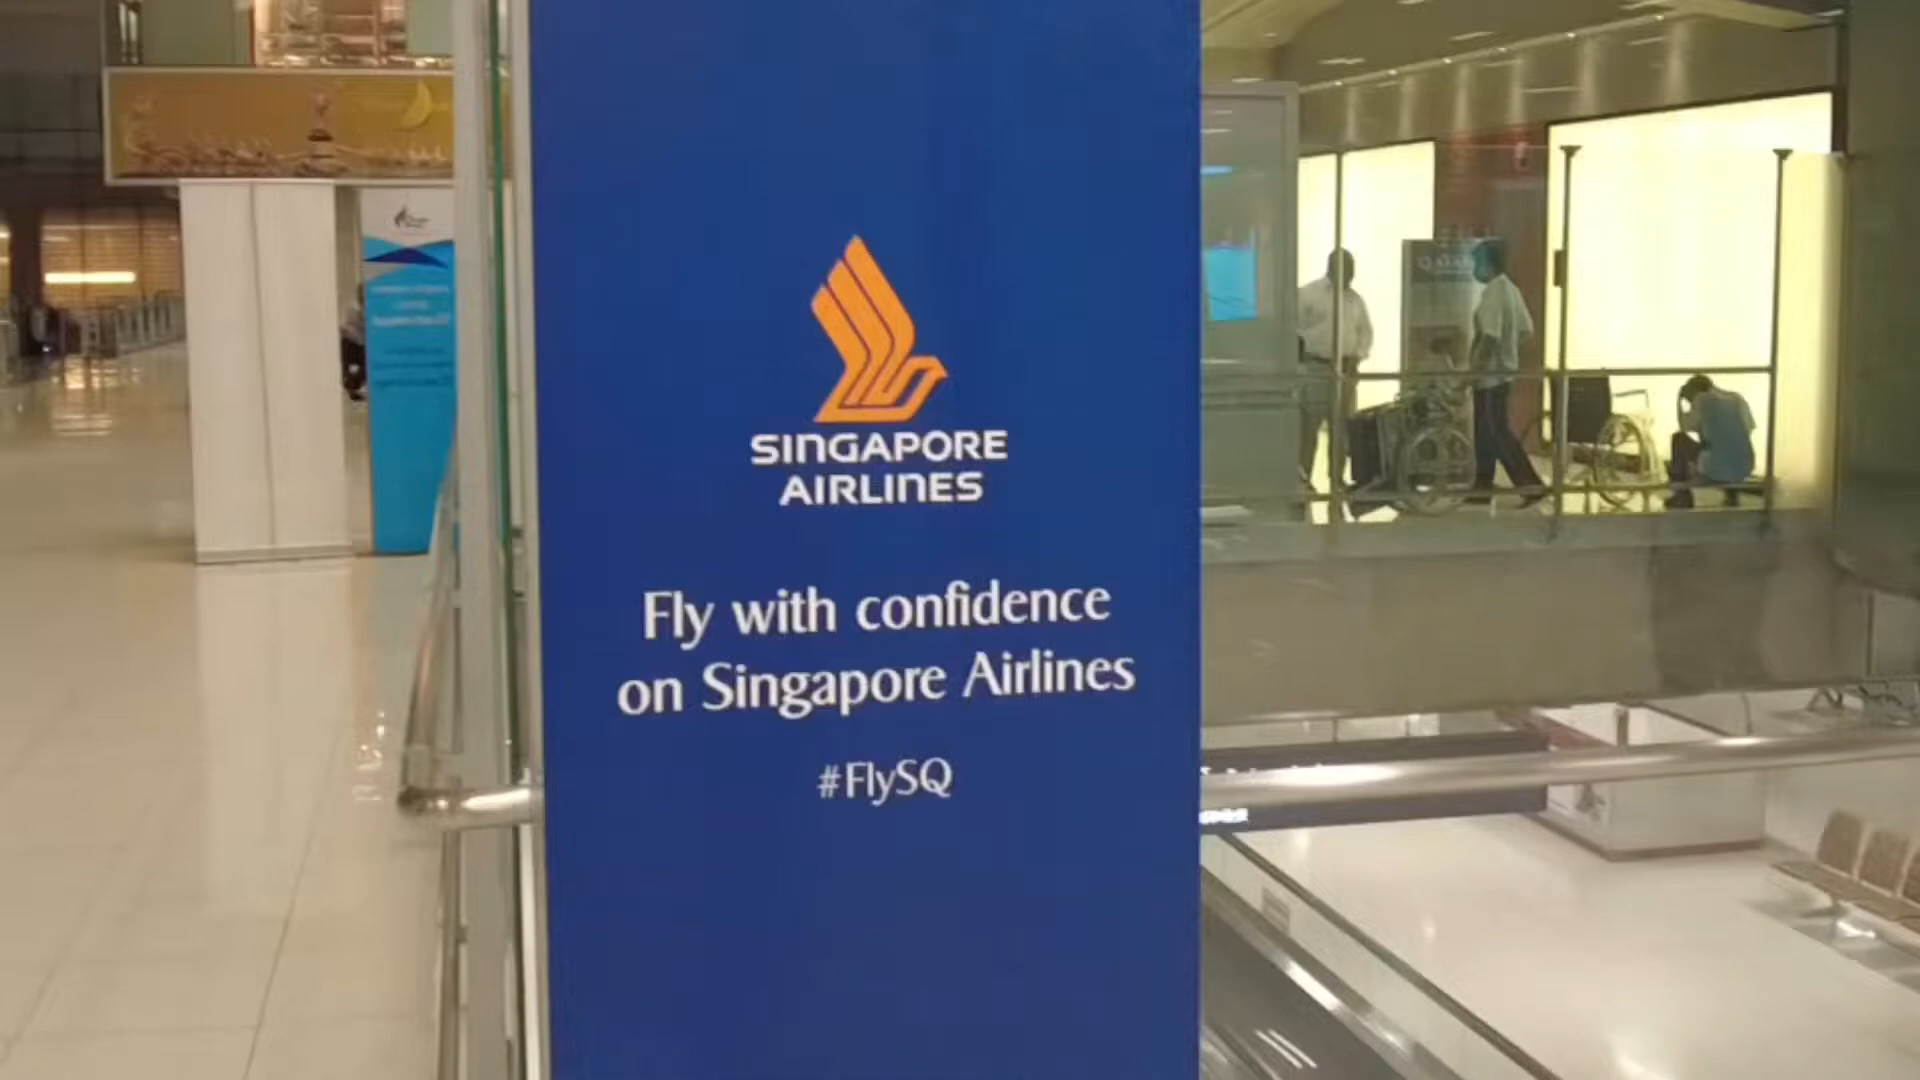 SINGAPORE
AIRLINES
Fly with confidence
on Singapore Airlines
#FlySQ